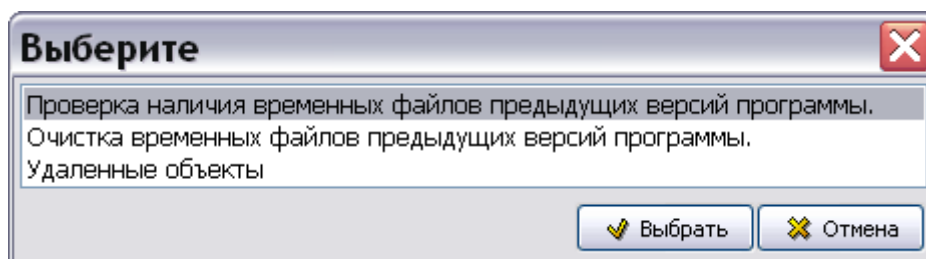 Выберите
Проверка наличия временных файлов предыдущих версий программы.
Очистка временных файлов предыдущих версий программы.
Удаленные объекты
Выбрать Отмена